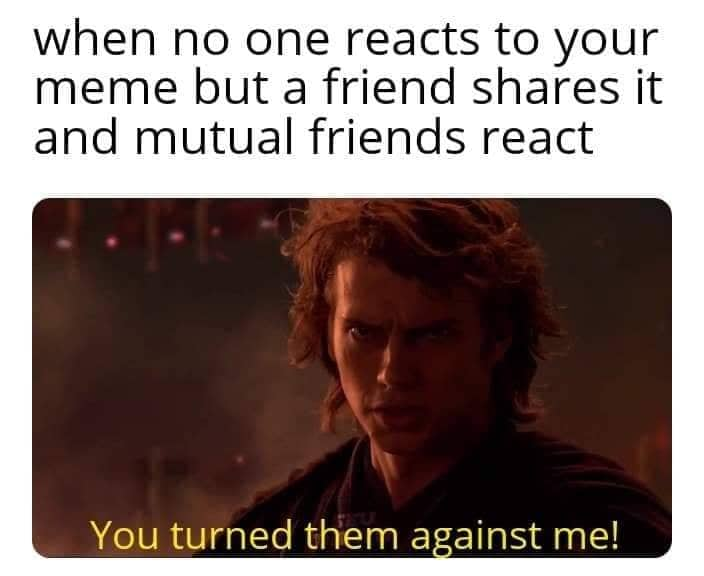 when no one reacts to your
meme but a friend shares it
and mutual friends react
You turned them against me!